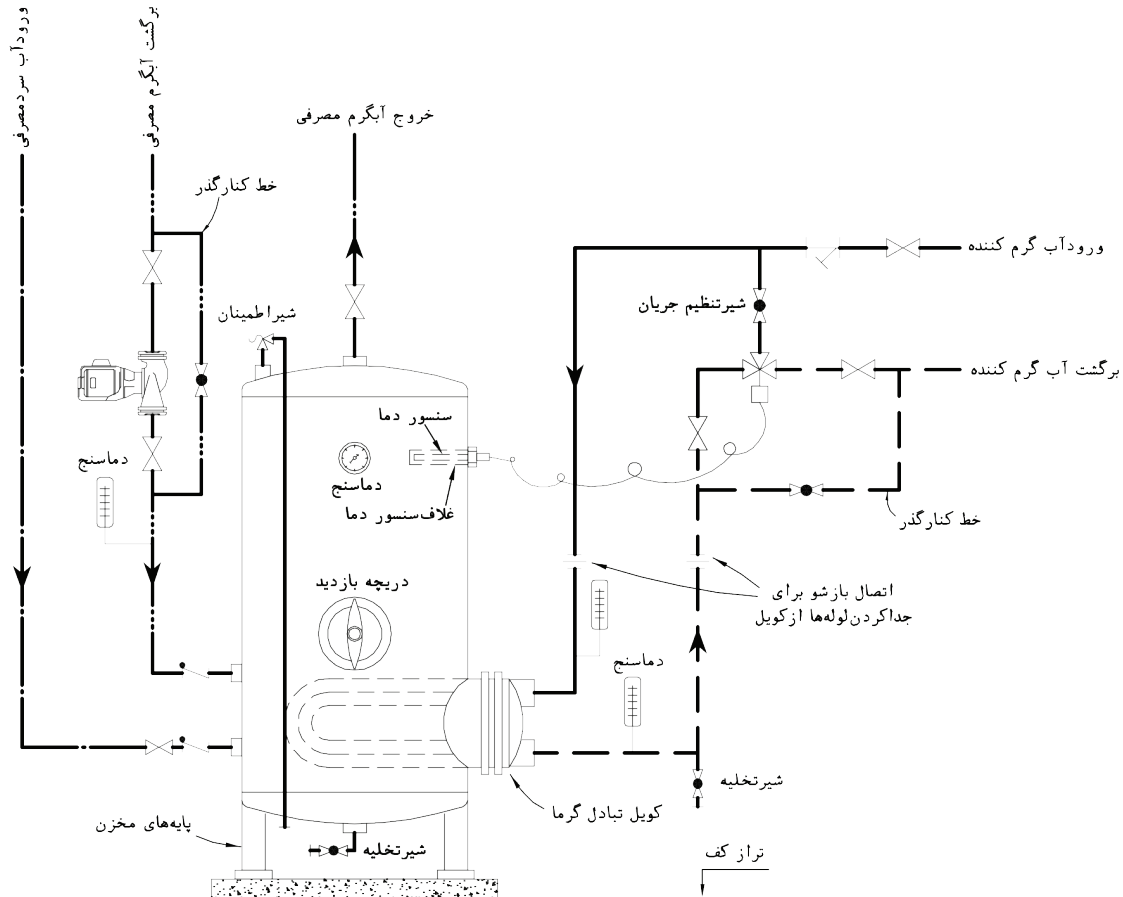 ورودآب سردمصرفی
برگشت آبگرم مصرفی
خروج آبگرم مصرفی
خط کنارگذر
ورودآب گرم کننده
شیرتنظیم جریان
شیراطمینان
برگشت آب گرم کننده
سنسور دما
دماسنج
دماسنج
غلاف‌سنسور دما
خط کنارگذر
دریچه بازدید
اتصال بازشو برای
جداکردن‌لوله‌ها ازکویل
دماسنج
شیرتخلیه
کویل تبادل گرما
پایه‌های مخزن
شیرتخلیه
تراز کف